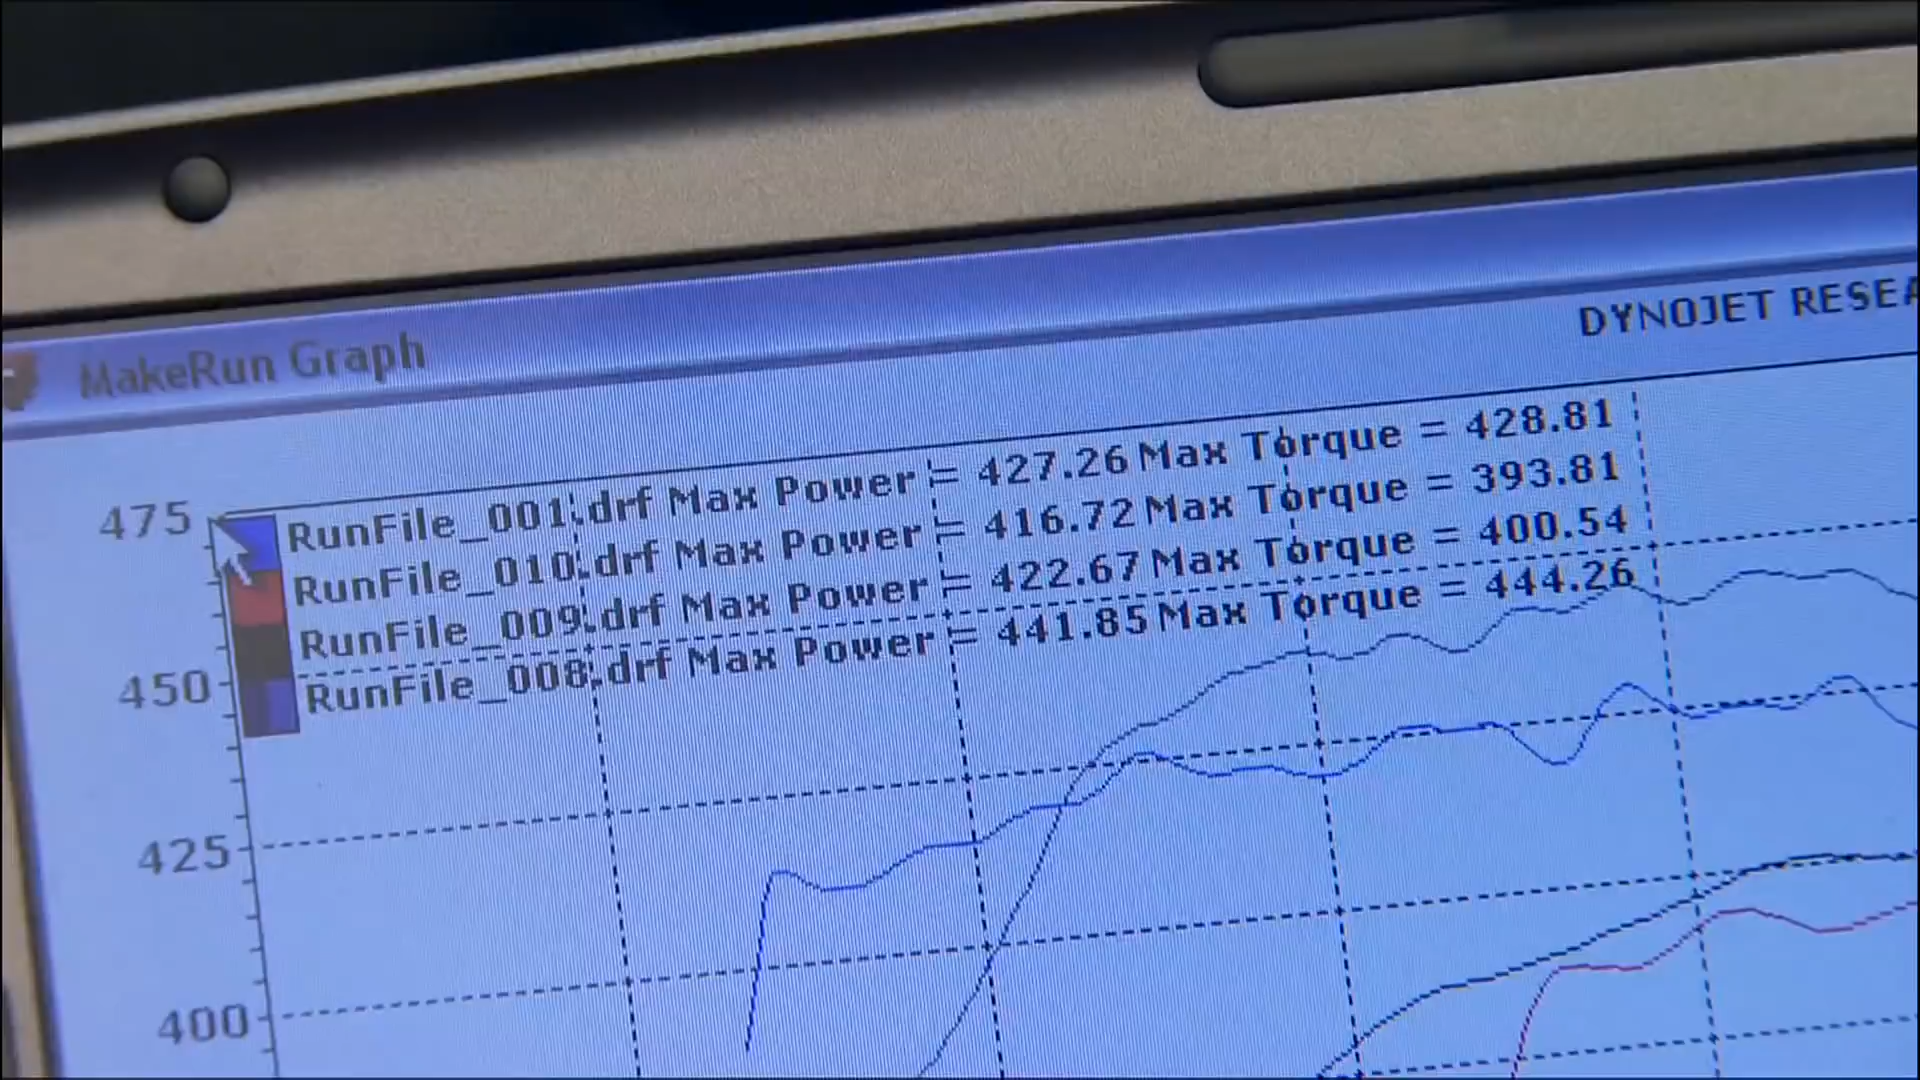 MakeRun Graph
DYNOJET RESEA
RunFile_001.drf Max Power = 427.26 Max Torque = 428.81
RunFile_010.drf Max Power = 416.72 Max Torque = 393.81
RunFile_009.drf Max Power = 422.67 Max Torque = 400.54
RunFile_008.drf Max Power = 441.85 Max Torque = 444.26
475
450
425
400